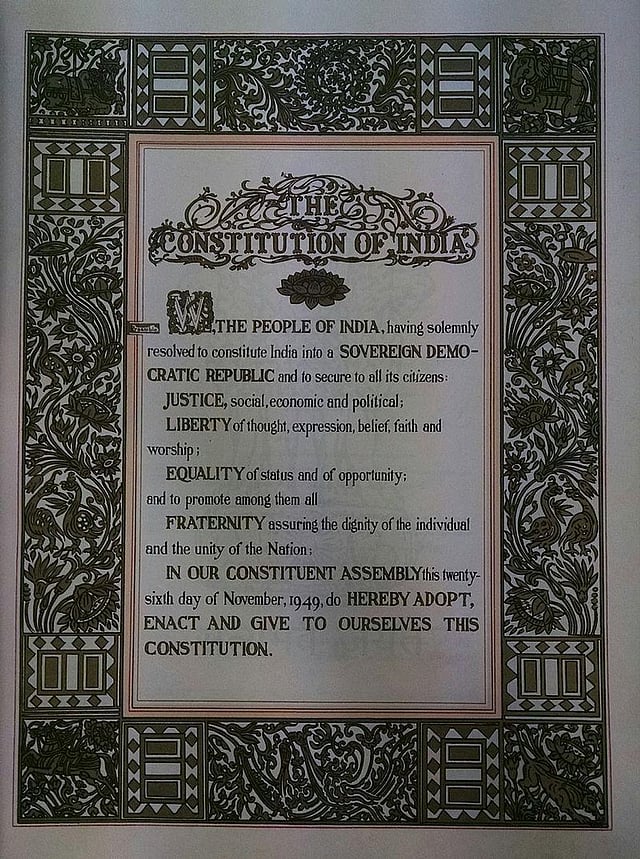 THE
CONSTITUTION OF INDIA
WE, THE PEOPLE OF INDIA, having solemnly
resolved to constitute India into a SOVEREIGN DEMO-
CRATIC REPUBLIC and to secure to all its citizens:
JUSTICE, social, economic and political;
LIBERTY of thought, expression, belief, faith and
worship;
EQUALITY of status and of opportunity;
and to promote among them all
FRATERNITY assuring the dignity of the individual
and the unity of the Nation;
IN OUR CONSTITUENT ASSEMBLY this twenty-
sixth day of November, 1949, do HEREBY ADOPT,
ENACT AND GIVE TO OURSELVES THIS
CONSTITUTION.